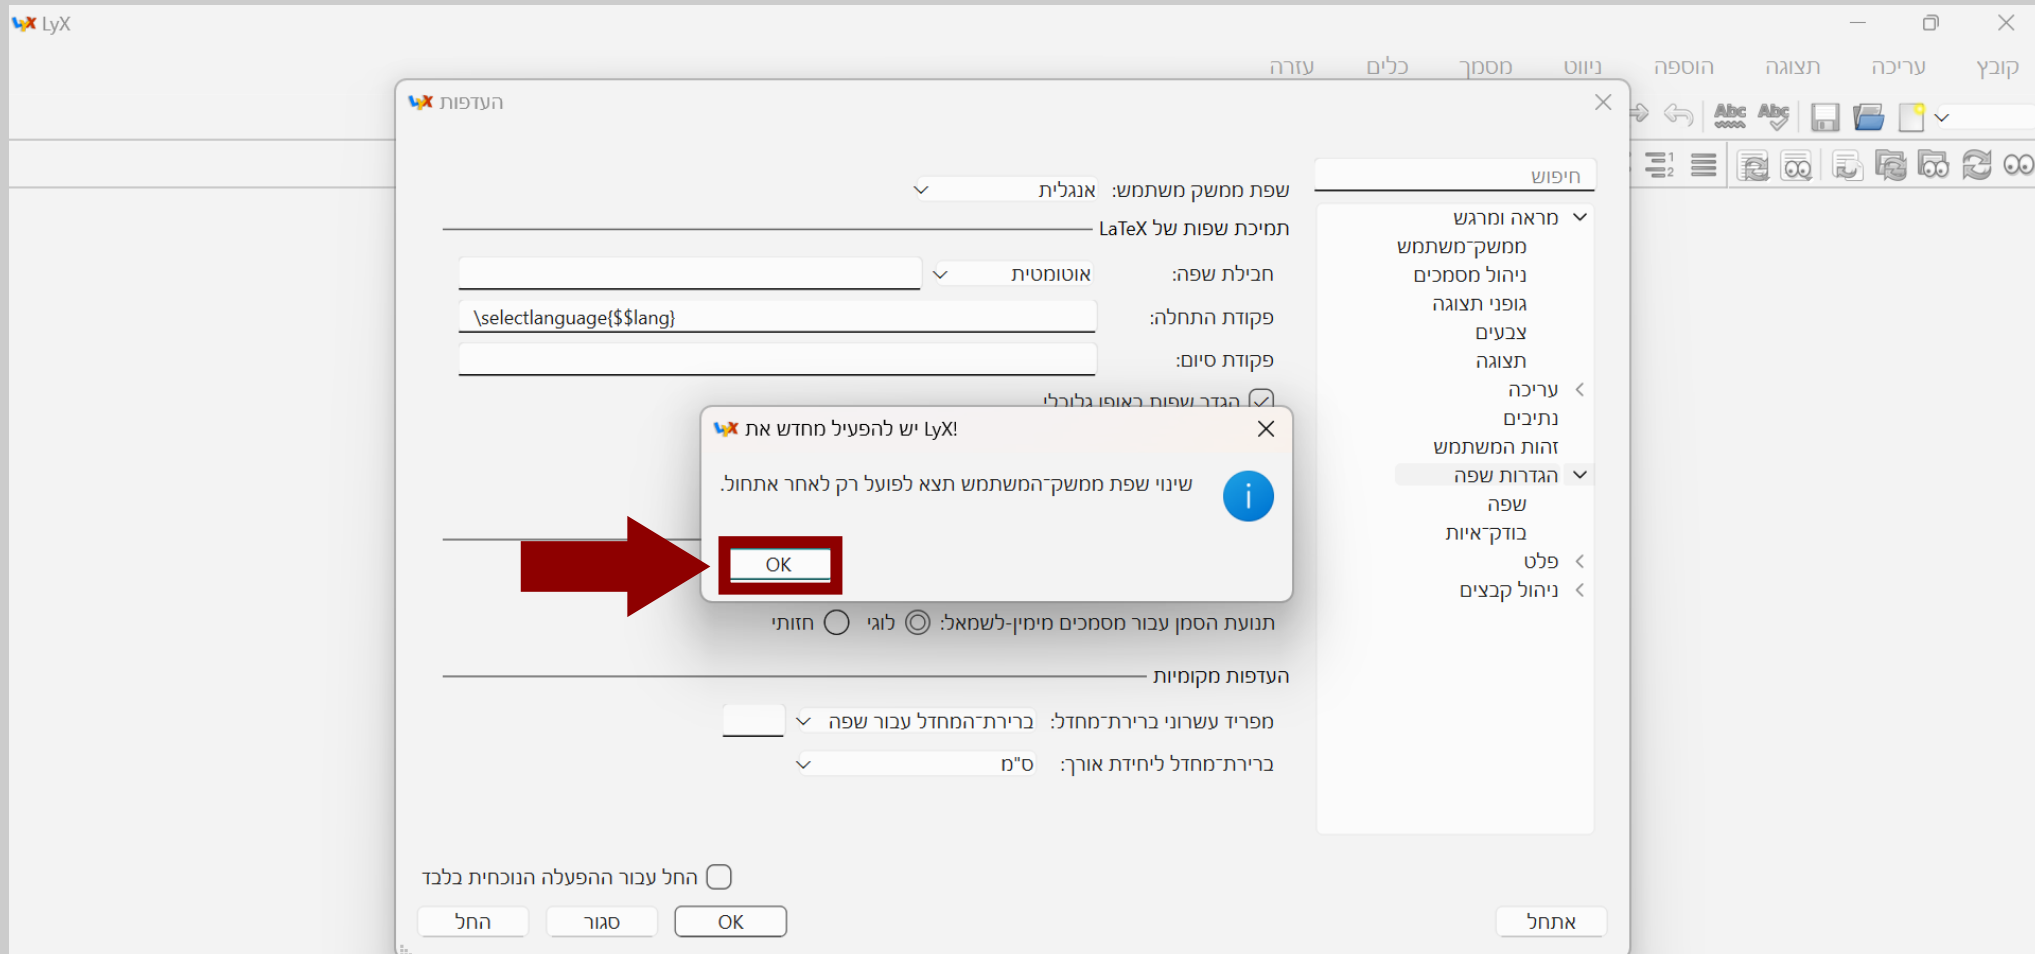 LyX
קובץ עריכה תצוגה הוספה ניווט מסמך כלים עזרה
העדפות
חיפוש
מראה ומרגש
ממשק־משתמש
ניהול מסמכים
גופני תצוגה
צבעים
תצוגה
עריכה
נתיבים
זהות המשתמש
הגדרות שפה
שפה
בודק־איות
פלט
ניהול קבצים
שפת ממשק משתמש: אנגלית
תמיכת שפות של LaTeX
חבילת שפה: אוטומטית
פקודת התחלה: \selectlanguage{$$lang}
פקודת סיום:
הגדר שפות באופן גלובלי
יש להפעיל מחדש את LyX!
שינוי שפת ממשק־המשתמש תצא לפועל רק לאחר אתחול.
OK
תנועת הסמן עבור מסמכים מימין-לשמאל: לוגי חזותי
העדפות מקומיות
מפריד עשרוני ברירת־מחדל: ברירת־המחדל עבור שפה
ברירת־מחדל ליחידת אורך: ס"מ
החל עבור ההפעלה הנוכחית בלבד
אתחל OK סגור החל